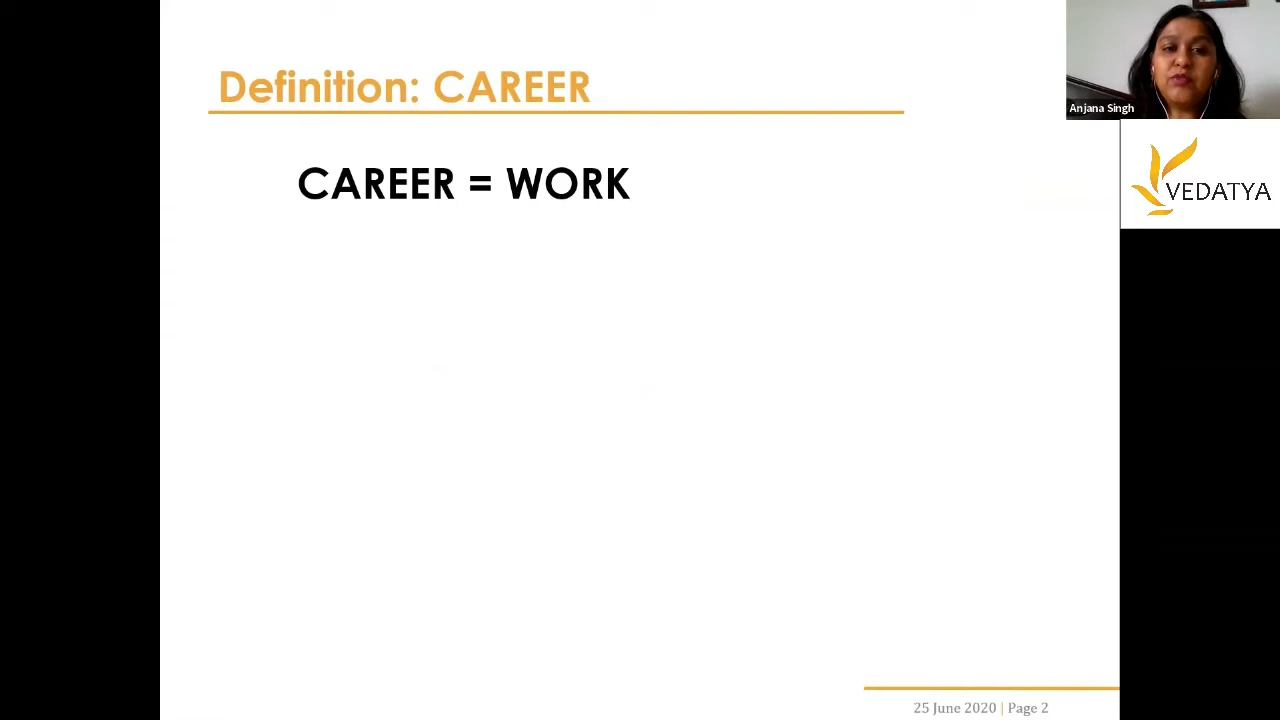 Definition: CAREER
CAREER = WORK
Anjana Singh
VEDATYA
25 June 2020 | Page 2